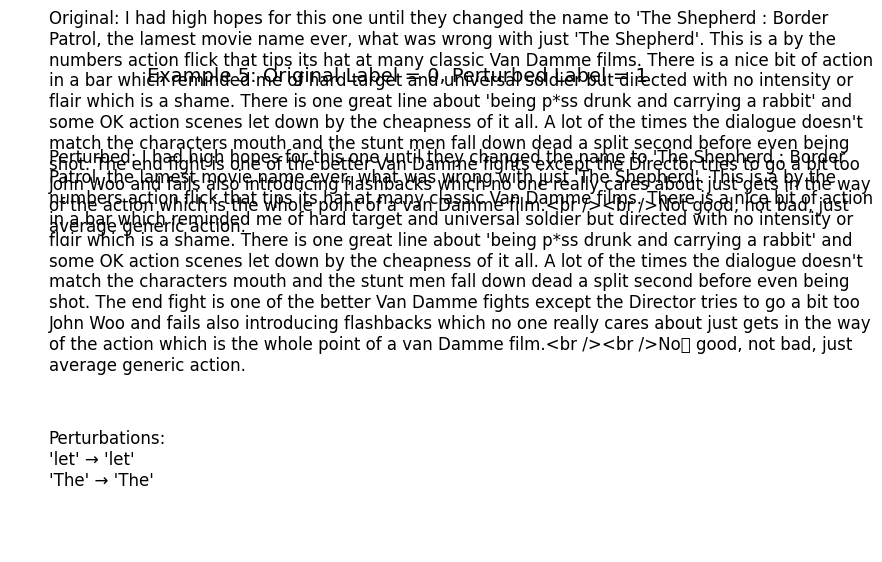 Example 5: Original Label = 0, Perturbed Label = 1
Original: I had high hopes for this one until they changed the name to 'The Shepherd : Border
Patrol, the lamest movie name ever, what was wrong with just 'The Shepherd'. This is a by the
numbers action flick that tips its hat at many classic Van Damme films. There is a nice bit of action
in a bar which reminded me of hard target and universal soldier but directed with no intensity or
flair which is a shame. There is one great line about 'being p*ss drunk and carrying a rabbit' and
some OK action scenes let down by the cheapness of it all. A lot of the times the dialogue doesn't
match the characters mouth and the stunt men fall down dead a split second before even being
shot. The end fight is one of the better Van Damme fights except the Director tries to go a bit too
John Woo and fails also introducing flashbacks which no one really cares about just gets in the way
of the action which is the whole point of a van Damme film.<br /><br />Not good, not bad, just
average generic action.
Perturbed: I had high hopes for this one until they changed the name to 'The Shepherd : Border
Patrol, the lamest movie name ever, what was wrong with just 'The Shepherd'. This is a by the
numbers action flick that tips its hat at many classic Van Damme films. There is a nice bit of action
in a bar which reminded me of hard target and universal soldier but directed with no intensity or
flair which is a shame. There is one great line about 'being p*ss drunk and carrying a rabbit' and
some OK action scenes let down by the cheapness of it all. A lot of the times the dialogue doesn't
match the characters mouth and the stunt men fall down dead a split second before even being
shot. The end fight is one of the better Van Damme fights except the Director tries to go a bit too
John Woo and fails also introducing flashbacks which no one really cares about just gets in the way
of the action which is the whole point of a van Damme film.<br /><br />No▯ good, not bad, just
average generic action.
Perturbations:
'let' → 'let'
'The' → 'The'